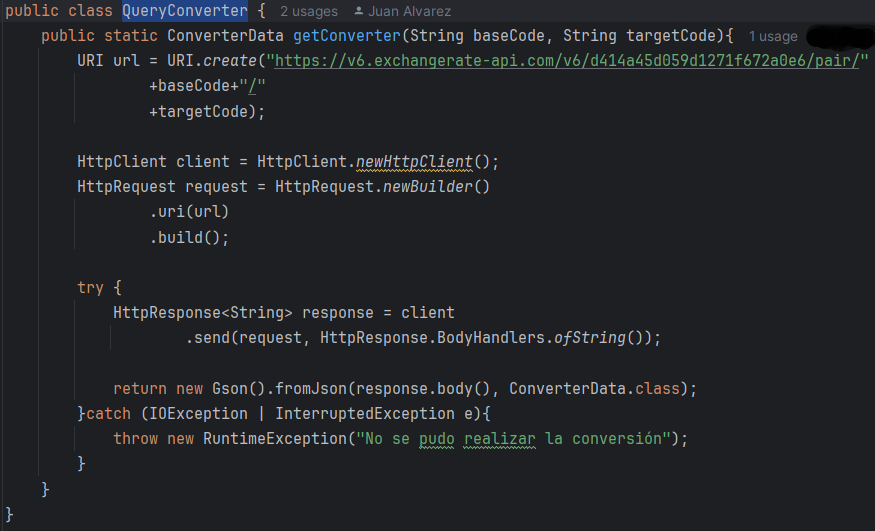 public class QueryConverter { 2 usages Juan Alvarez
public static ConverterData getConverter(String baseCode, String targetCode){ 1 usage
URI url = URI.create("https://v6.exchangerate-api.com/v6/d414a45d059d1271f672a0e6/pair/"
+baseCode+"/"
+targetCode);
HttpClient client = HttpClient.newHttpClient();
HttpRequest request = HttpRequest.newBuilder()
.uri(url)
.build();
try {
HttpResponse<String> response = client
.send(request, HttpResponse.BodyHandlers.ofString());
return new Gson().fromJson(response.body(), ConverterData.class);
}catch (IOException | InterruptedException e){
throw new RuntimeException("No se pudo realizar la conversión");
}
}
}